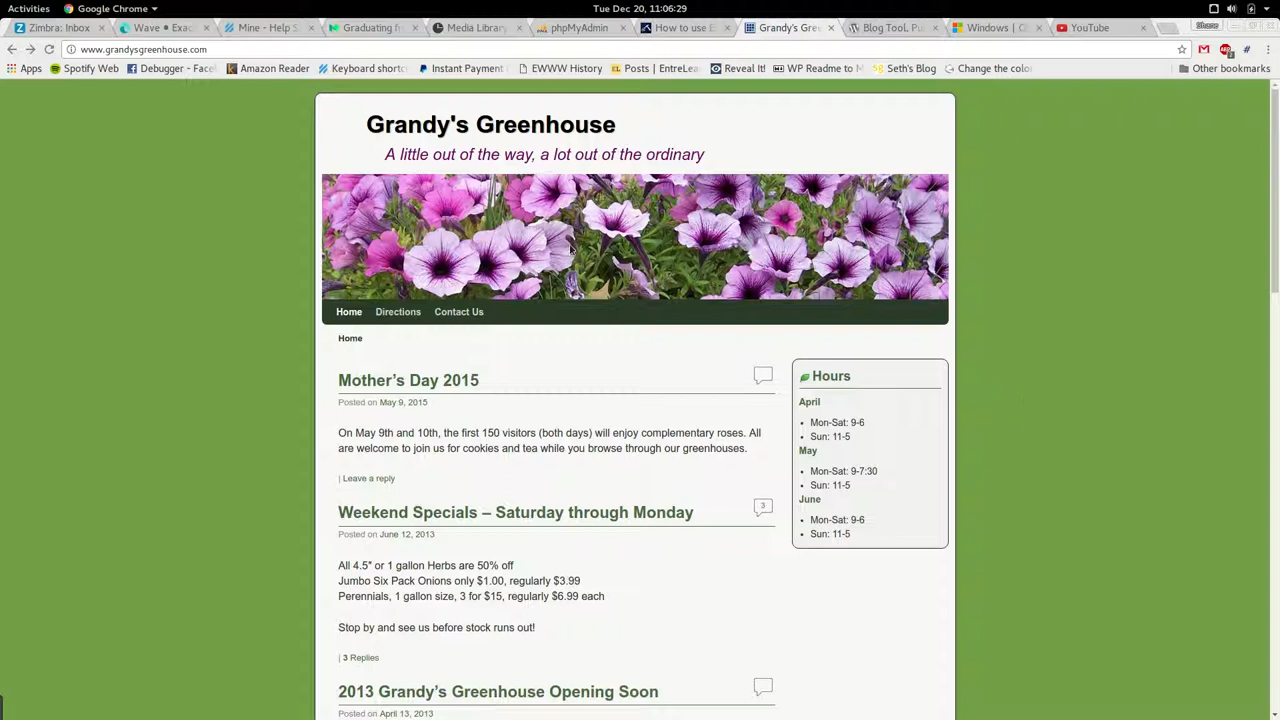 Activities Google Chrome Tue Dec 20, 11:06:29
Zimbra: Inbox Wave • Exac Mine - Help S Graduating fr Media Library phpMyAdmin How to use E Grandy's Gree Blog Tool, Pu Windows | Cl YouTube Shane
www.grandysgreenhouse.com
Apps Spotify Web Debugger - Face Amazon Reader Keyboard shortc Instant Payment EWWW History Posts | EntreLea Reveal It! WP Readme to M Seth's Blog Change the color Other bookmarks
Grandy's Greenhouse
A little out of the way, a lot out of the ordinary
Home Directions Contact Us
Home
Mother's Day 2015
Posted on May 9, 2015
On May 9th and 10th, the first 150 visitors (both days) will enjoy complementary roses. All
are welcome to join us for cookies and tea while you browse through our greenhouses.
| Leave a reply
Weekend Specials – Saturday through Monday
3
Posted on June 12, 2013
All 4.5" or 1 gallon Herbs are 50% off
Jumbo Six Pack Onions only $1.00, regularly $3.99
Perennials, 1 gallon size, 3 for $15, regularly $6.99 each
Stop by and see us before stock runs out!
| 3 Replies
2013 Grandy's Greenhouse Opening Soon
Posted on April 13, 2013
Hours
April
• Mon-Sat: 9-6
• Sun: 11-5
May
• Mon-Sat: 9-7:30
• Sun: 11-5
June
• Mon-Sat: 9-6
• Sun: 11-5